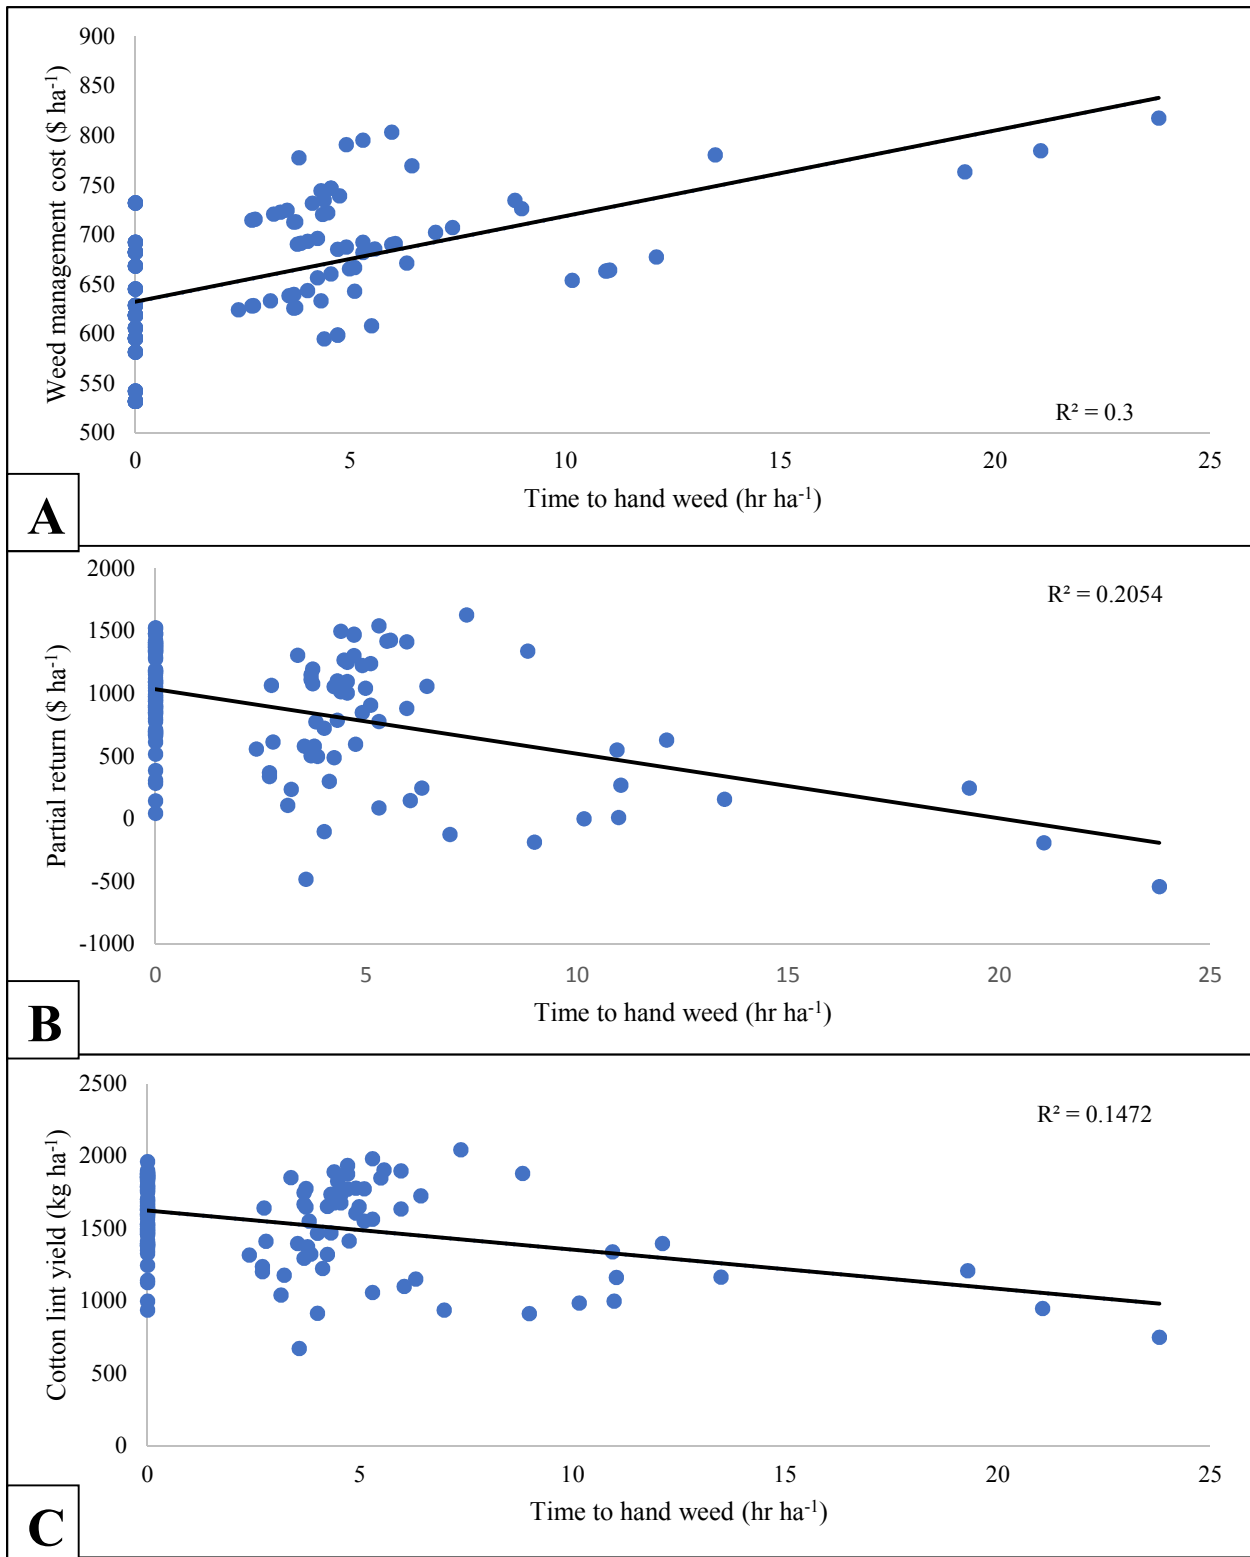 900
850
800
750
700
650
600
550
500
Weed management cost ($ ha⁻¹)
R² = 0.3
0 5 10 15 20 25
Time to hand weed (hr ha⁻¹)
A
2000
1500
1000
500
0
-500
-1000
Partial return ($ ha⁻¹)
R² = 0.2054
0 5 10 15 20 25
Time to hand weed (hr ha⁻¹)
B
2500
2000
1500
1000
500
0
Cotton lint yield (kg ha⁻¹)
R² = 0.1472
0 5 10 15 20 25
Time to hand weed (hr ha⁻¹)
C